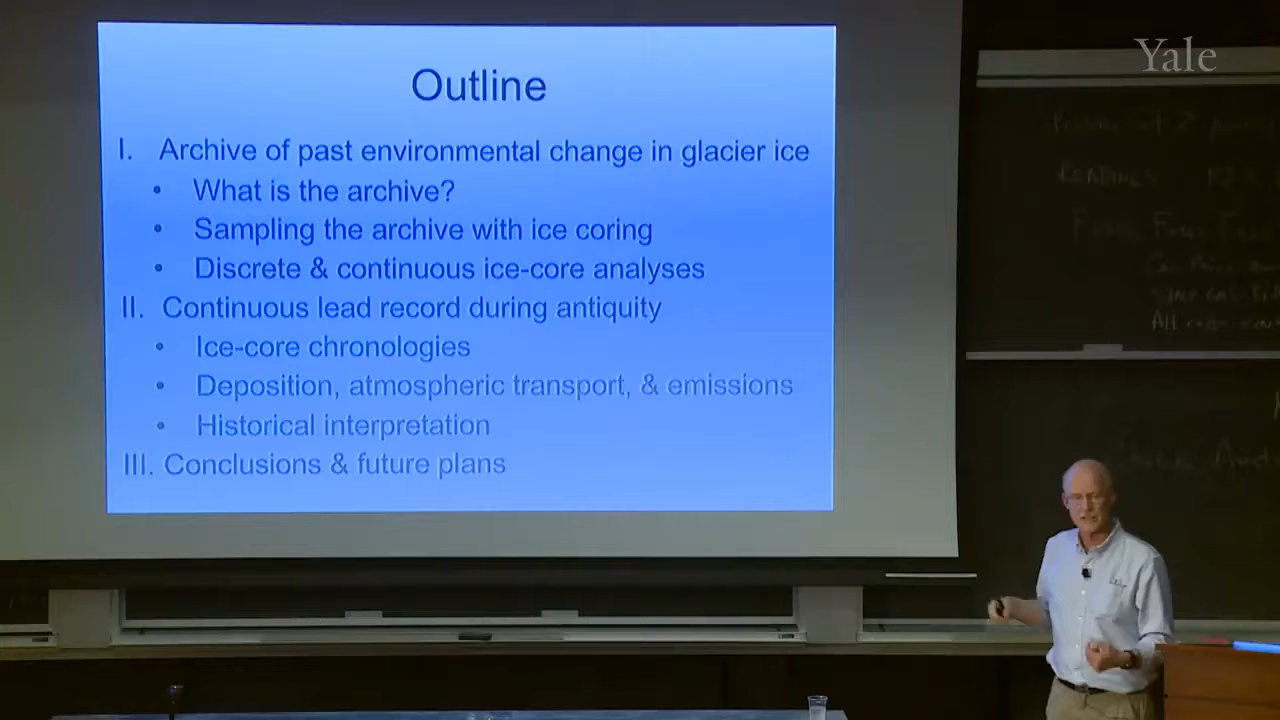 Yale
Outline
I. Archive of past environmental change in glacier ice
• What is the archive?
• Sampling the archive with ice coring
• Discrete & continuous ice-core analyses
II. Continuous lead record during antiquity
• Ice-core chronologies
• Deposition, atmospheric transport, & emissions
• Historical interpretation
III. Conclusions & future plans
READINGS